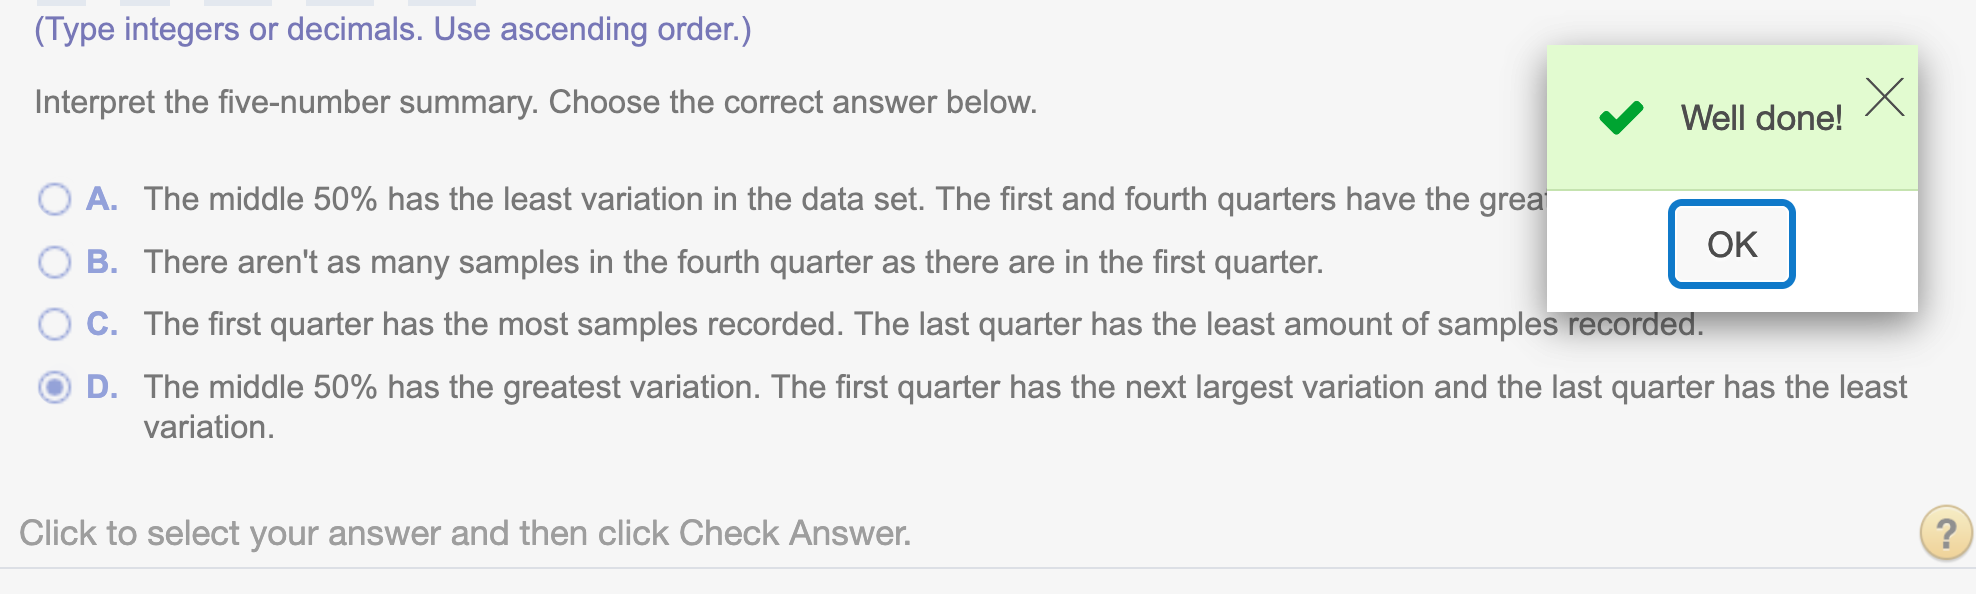 (Type integers or decimals. Use ascending order.)
Interpret the five-number summary. Choose the correct answer below.
Well done!
OK
A. The middle 50% has the least variation in the data set. The first and fourth quarters have the
B. There aren't as many samples in the fourth quarter as there are in the first quarter.
C. The first quarter has the most samples recorded. The last quarter has the least amount of samples recorded.
D. The middle 50% has the greatest variation. The first quarter has the next largest variation and the last quarter has the least
variation.
Click to select your answer and then click Check Answer.
?